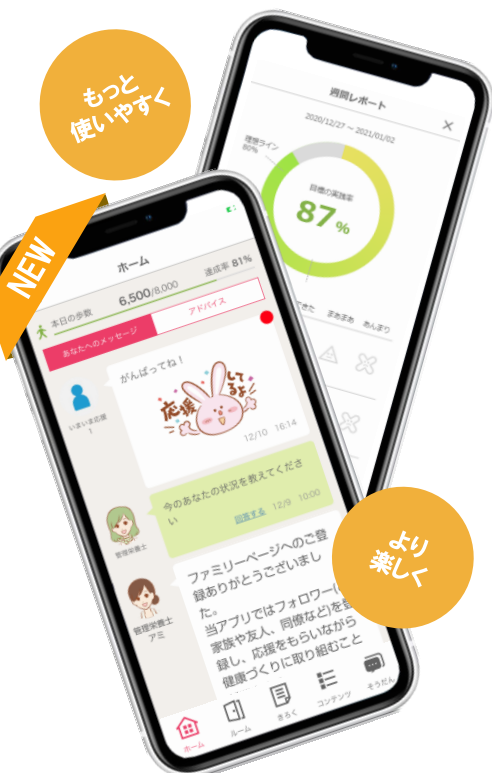 もっと
使いやすく
NEW
週間レポート
2020/12/27 ~ 2021/01/02
理想ライン
80%
目標の実践率
87%
できた まあまあ あんまり
ホーム
本日の歩数 6,500/8,000 達成率 81%
あなたへのメッセージ アドバイス
がんばってね！
応援してるよ!
いまいま応援
！
12/10 16:14
今のあなたの状況を教えてくださ
い
回答する 12/9 10:00
管理栄養士
ファミリーページへのご登
録ありがとうございまし
た。
当アプリではフォロワー(
家族や友人、同僚など)を登
録し、応援をもらいながら
健康づくりに取り組むこと
管理栄養士
アミ
より
楽しく
ホーム ルーム きろく コンテンツ そうだん